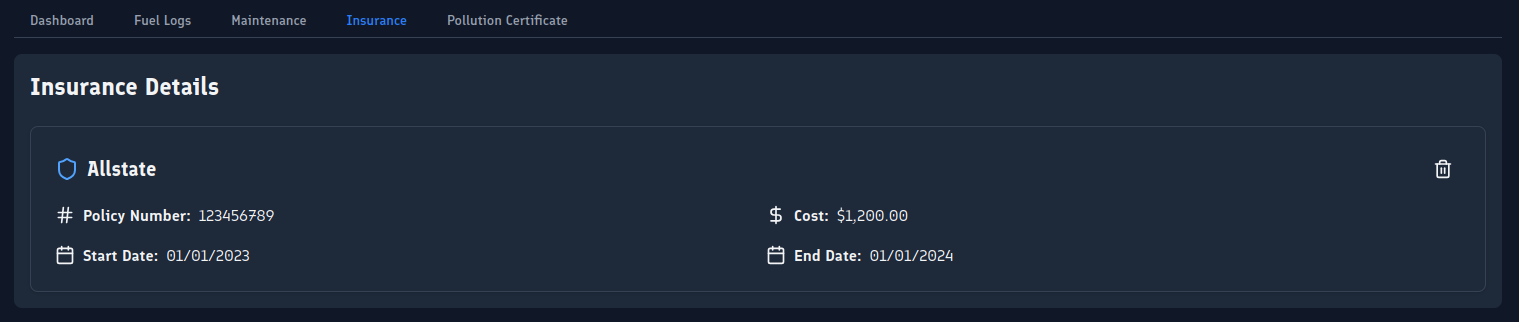 Dashboard Fuel Logs Maintenance Insurance Pollution Certificate
Insurance Details
Allstate
Policy Number: 123456789 Cost: $1,200.00
Start Date: 01/01/2023 End Date: 01/01/2024